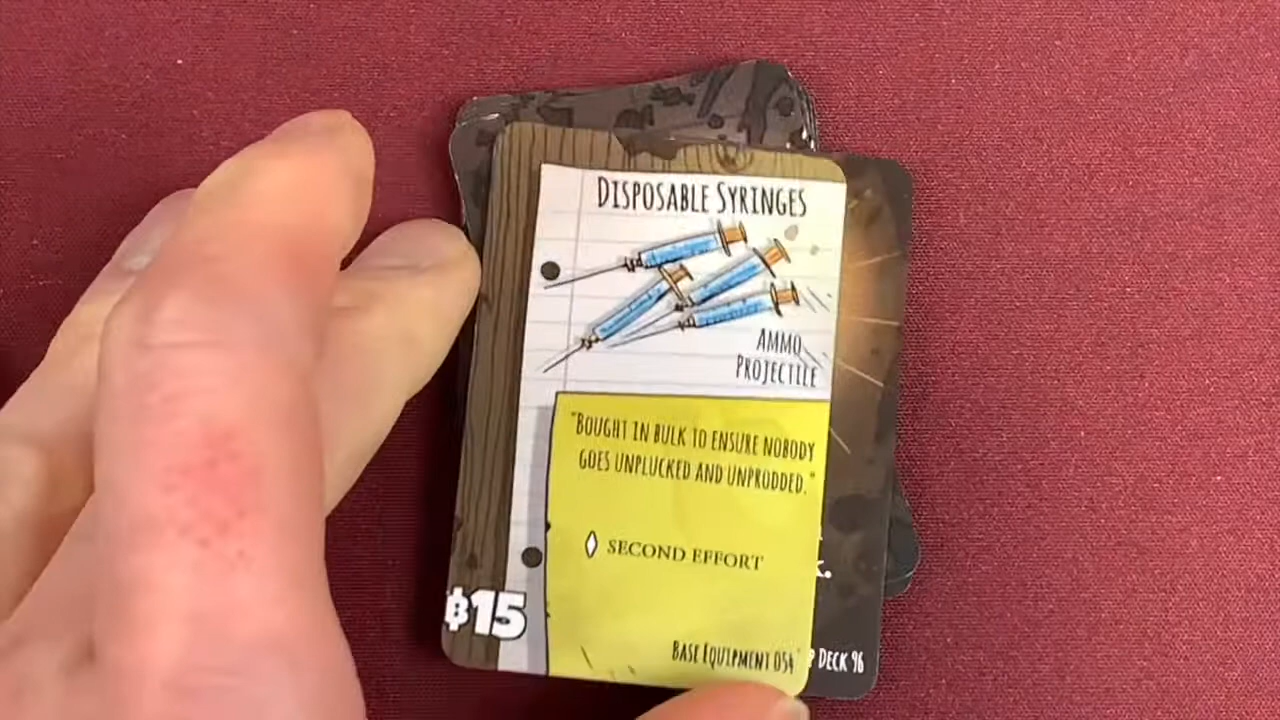 DISPOSABLE SYRINGES
AMMO
PROJECTILE
"BOUGHT IN BULK TO ENSURE NOBODY
GOES UNPLUCKED AND UNPRODDED."
SECOND EFFORT
฿15
BASE EQUIPMENT 054
DECK 96